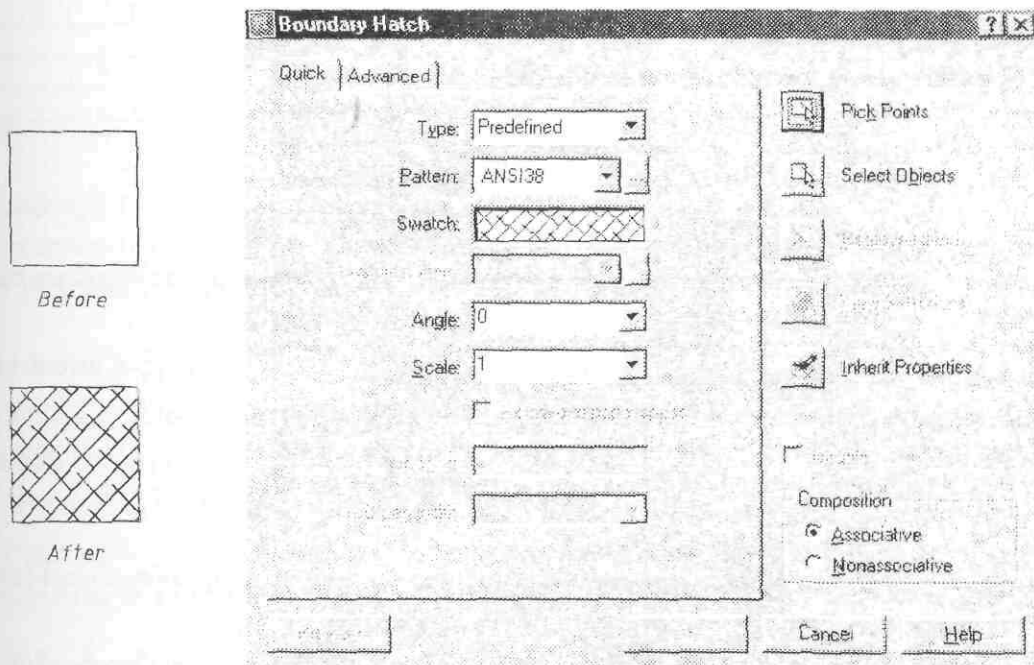 Boundary Hatch
Quick Advanced
Type: Predefined
Pattern: ANSI38
Swatch:
Angle: 0
Scale: 1
Pick Points
Select Objects
Inherit Properties
Composition
Associative
Nonassociative
Cancel
Help
Before
After